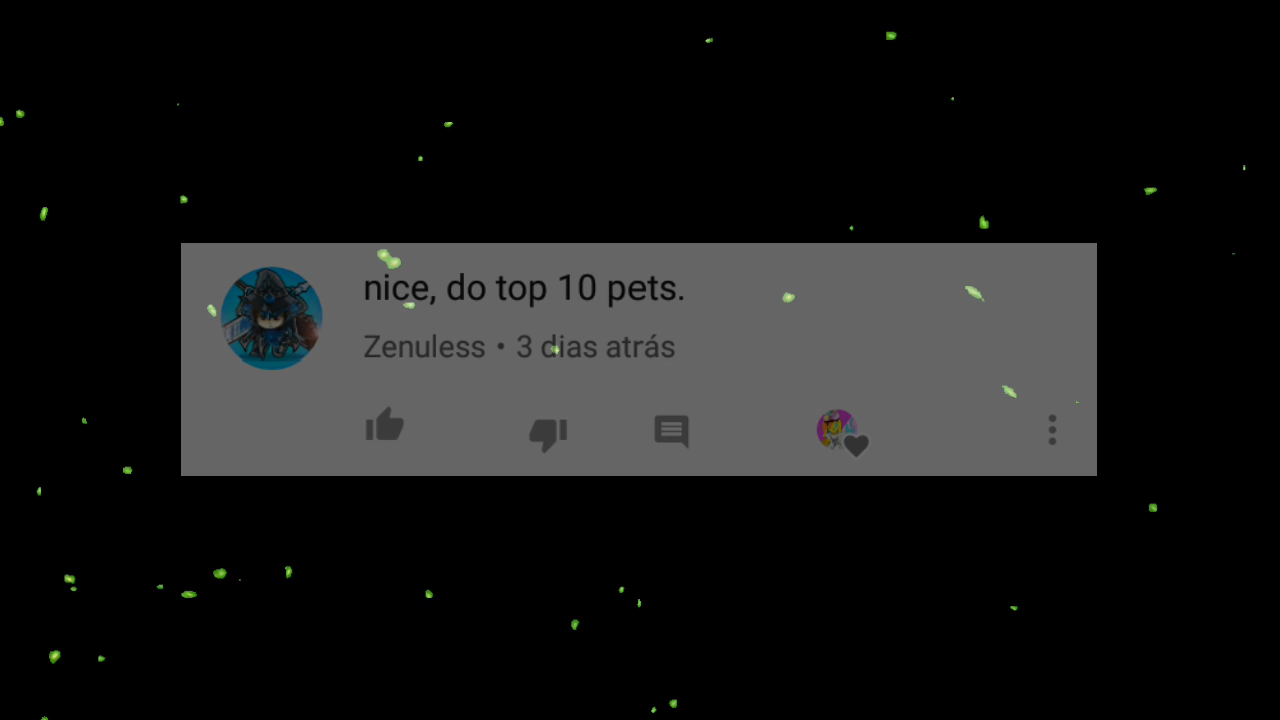 nice, do top 10 pets.
Zenuless • 3 dias atrás